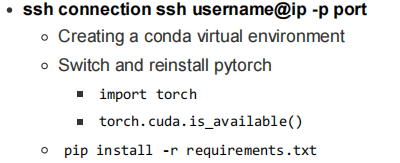 ssh connection ssh username@ip -p port
Creating a conda virtual environment
Switch and reinstall pytorch
import torch
torch.cuda.is_available()
pip install -r requirements.txt